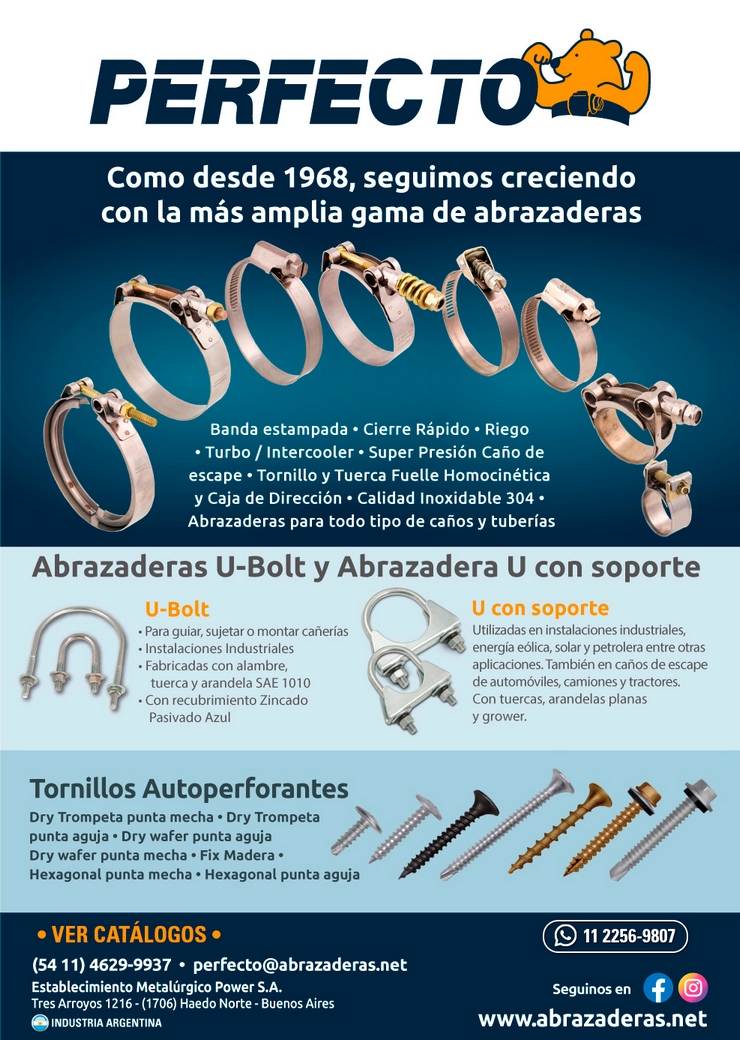 PERFECTO
Como desde 1968, seguimos creciendo
con la más amplia gama de abrazaderas
Banda estampada • Cierre Rápido • Riego
• Turbo / Intercooler • Super Presión Caño de
escape • Tornillo y Tuerca Fuelle Homocinética
y Caja de Dirección • Calidad Inoxidable 304 •
Abrazaderas para todo tipo de caños y tuberías
Abrazaderas U-Bolt y Abrazadera U con soporte
U-Bolt
• Para guiar, sujetar o montar cañerías
• Instalaciones Industriales
• Fabricadas con alambre,
tuerca y arandela SAE 1010
• Con recubrimiento Zincado
Pasivado Azul
U con soporte
Utilizadas en instalaciones industriales,
energía eólica, solar y petrolera entre otras
aplicaciones. También en caños de escape
de automóviles, camiones y tractores.
Con tuercas, arandelas planas
y grower.
Tornillos Autoperforantes
Dry Trompeta punta mecha • Dry Trompeta
punta aguja • Dry wafer punta aguja
Dry wafer punta mecha • Fix Madera •
Hexagonal punta mecha • Hexagonal punta aguja
• VER CATÁLOGOS •
11 2256-9807
(54 11) 4629-9937 • perfecto@abrazaderas.net
Establecimiento Metalúrgico Power S.A.
Tres Arroyos 1216 - (1706) Haedo Norte - Buenos Aires
INDUSTRIA ARGENTINA
Seguinos en
www.abrazaderas.net